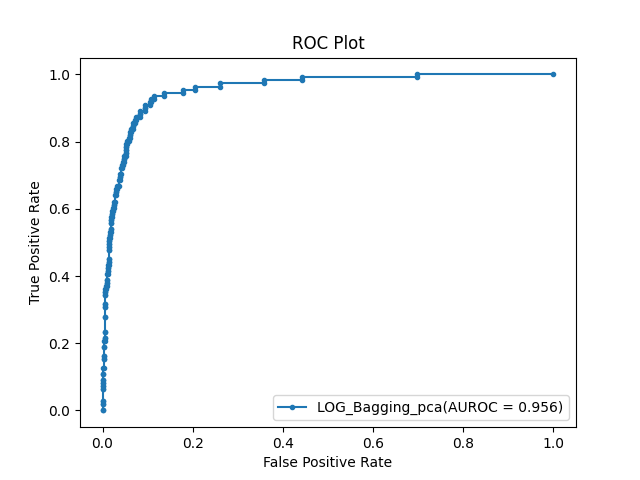 ROC Plot
True Positive Rate
1.0
0.8
0.6
0.4
0.2
0.0
LOG_Bagging_pca(AUROC = 0.956)
0.0 0.2 0.4 0.6 0.8 1.0
False Positive Rate